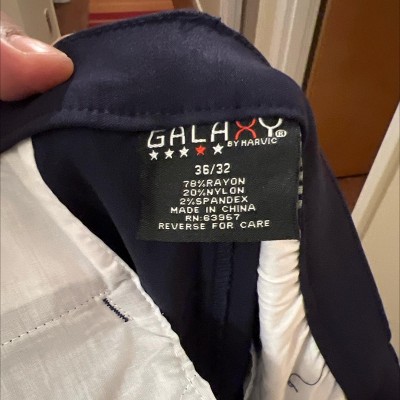 GALAXY®
BY HARVIC
36/32
78%RAYON
20%NYLON
2%SPANDEX
MADE IN CHINA
RN:63967
REVERSE FOR CARE